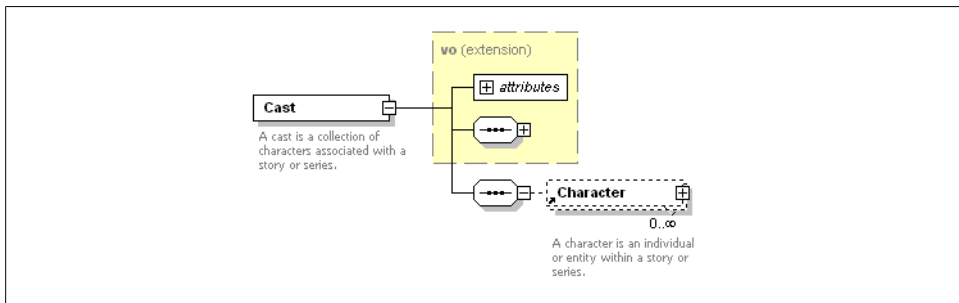 vo (extension)
attributes
Cast
A cast is a collection of
characters associated with a
story or series.
Character
0..∞
A character is an individual
or entity within a story or
series.